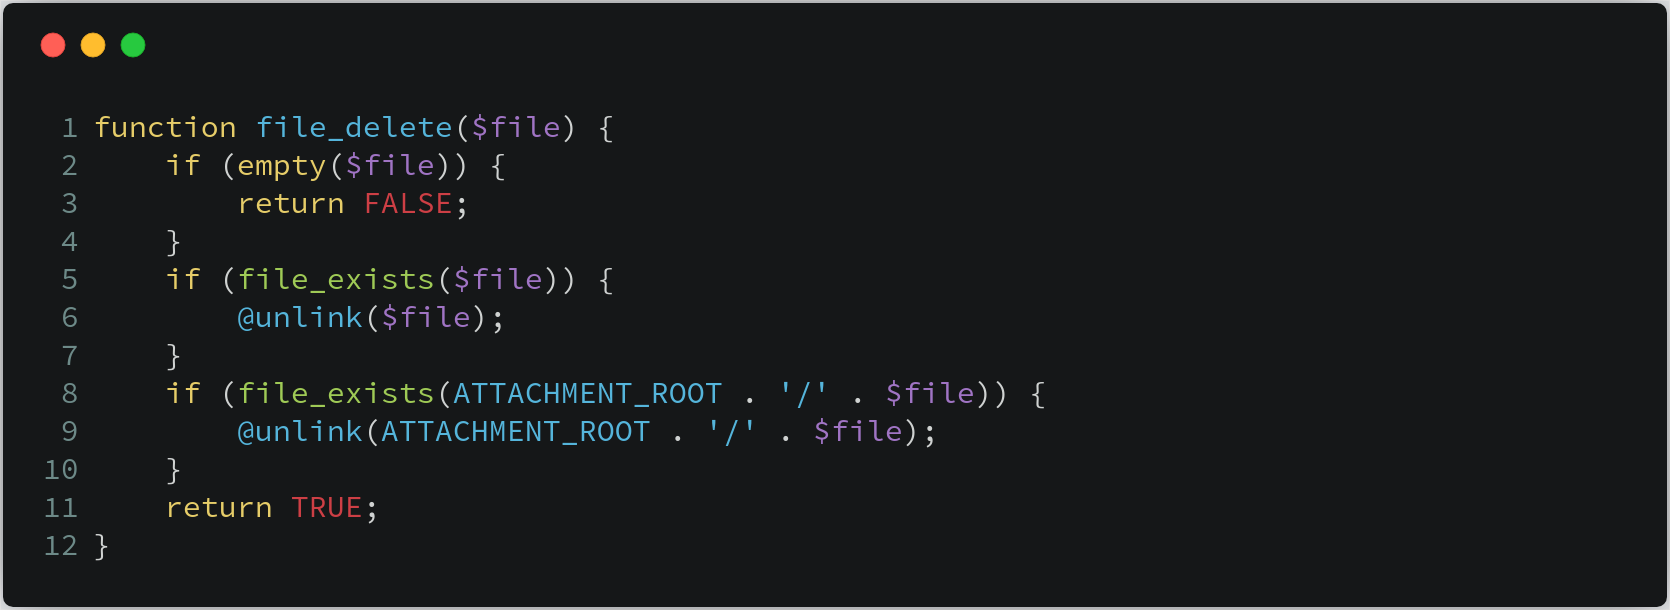 1 function file_delete($file) {
2     if (empty($file)) {
3         return FALSE;
4     }
5     if (file_exists($file)) {
6         @unlink($file);
7     }
8     if (file_exists(ATTACHMENT_ROOT . '/' . $file)) {
9         @unlink(ATTACHMENT_ROOT . '/' . $file);
10     }
11     return TRUE;
12 }